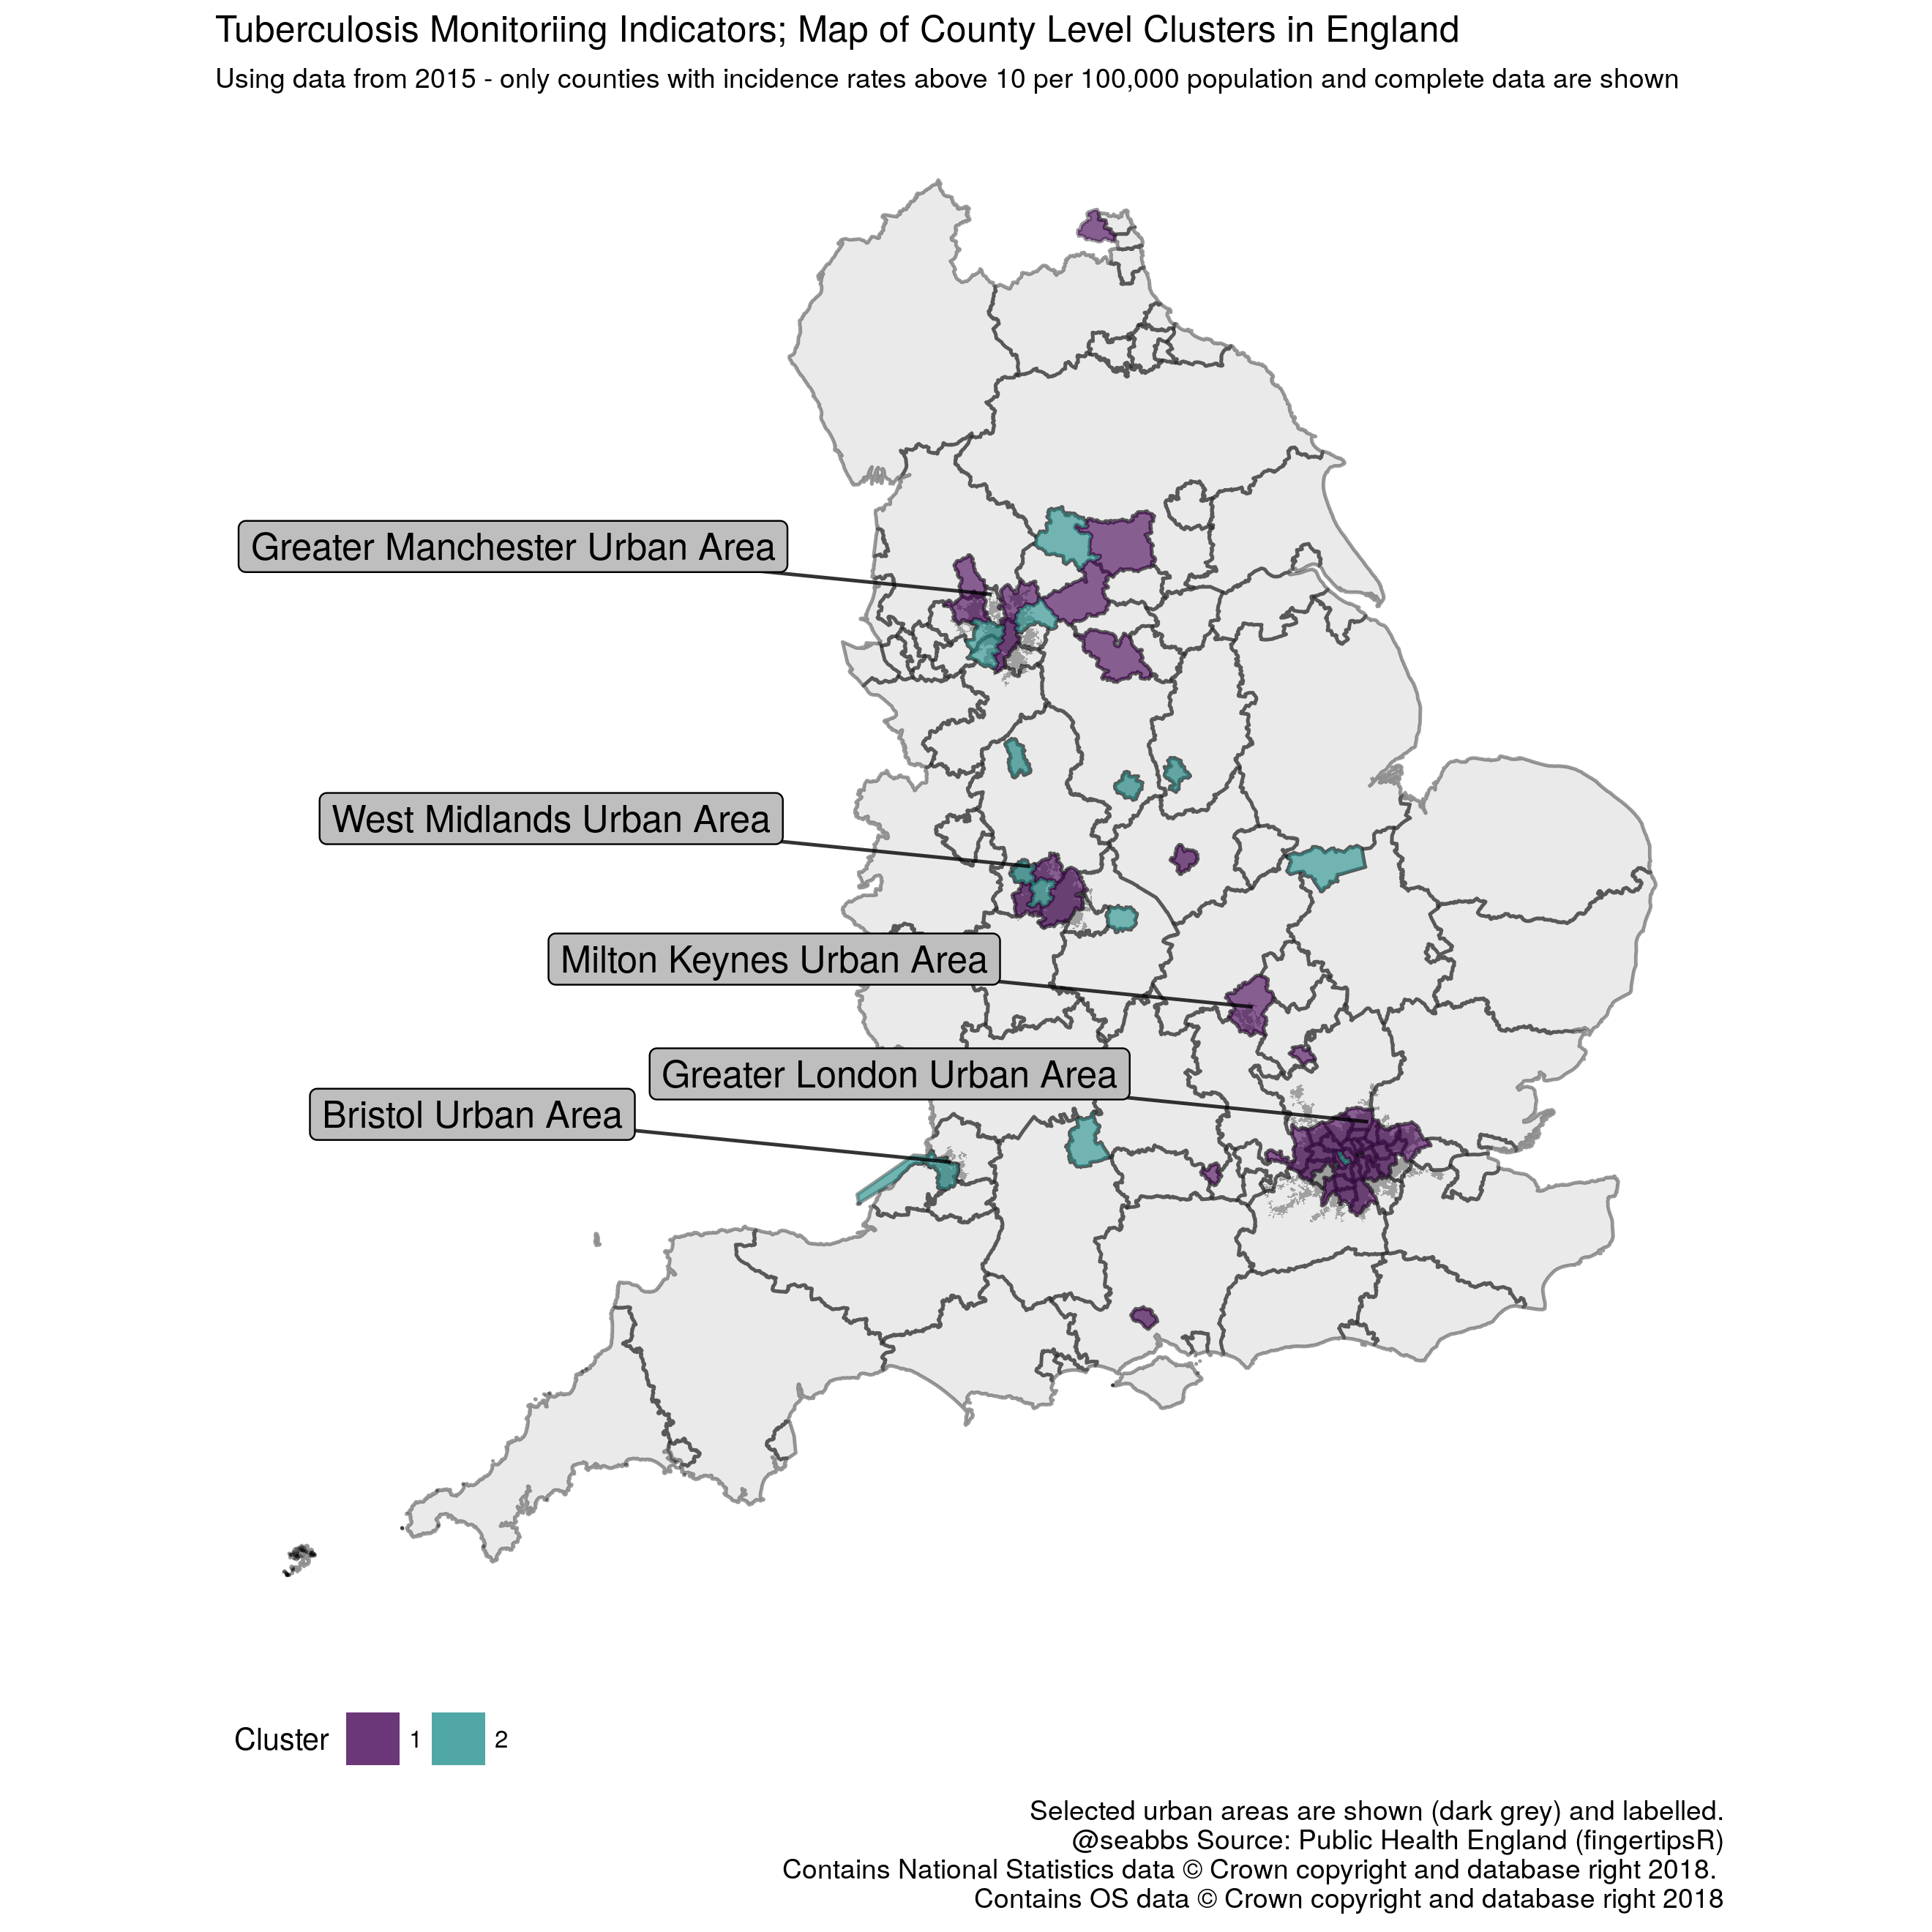 Tuberculosis Monitoriing Indicators; Map of County Level Clusters in England
Using data from 2015 - only counties with incidence rates above 10 per 100,000 population and complete data are shown
Greater Manchester Urban Area
West Midlands Urban Area
Milton Keynes Urban Area
Greater London Urban Area
Bristol Urban Area
Cluster 1 2
Selected urban areas are shown (dark grey) and labelled.
@seabbs Source: Public Health England (fingertipsR)
Contains National Statistics data © Crown copyright and database right 2018.
Contains OS data © Crown copyright and database right 2018